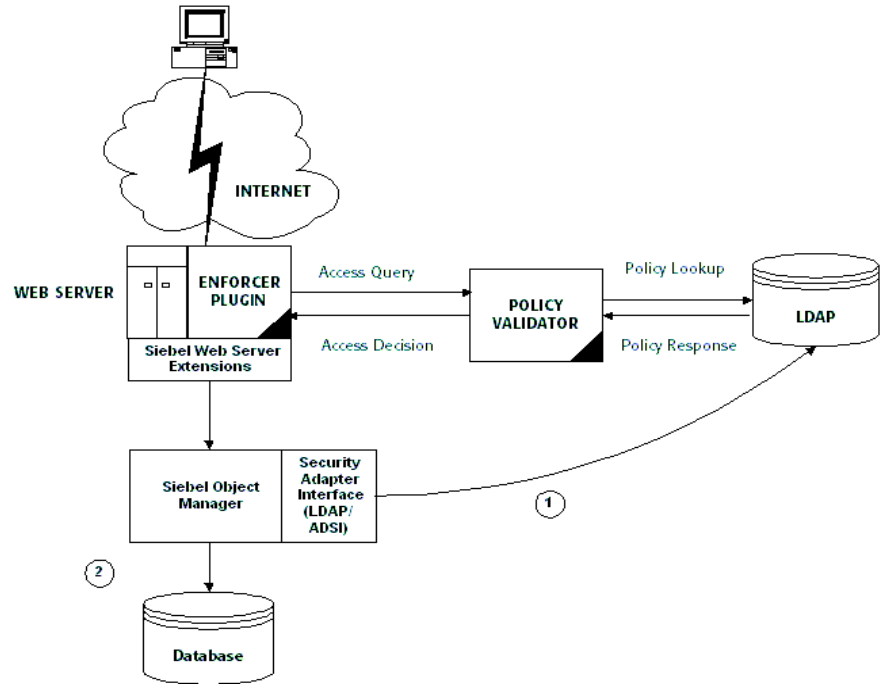 INTERNET
WEB SERVER
ENFORCER
PLUGIN
Access Query
Access Decision
POLICY
VALIDATOR
Policy Lookup
Policy Response
LDAP
Siebel Web Server
Extensions
Siebel Object
Manager
Security
Adapter
Interface
(LDAP/
ADSI)
1
2
Database